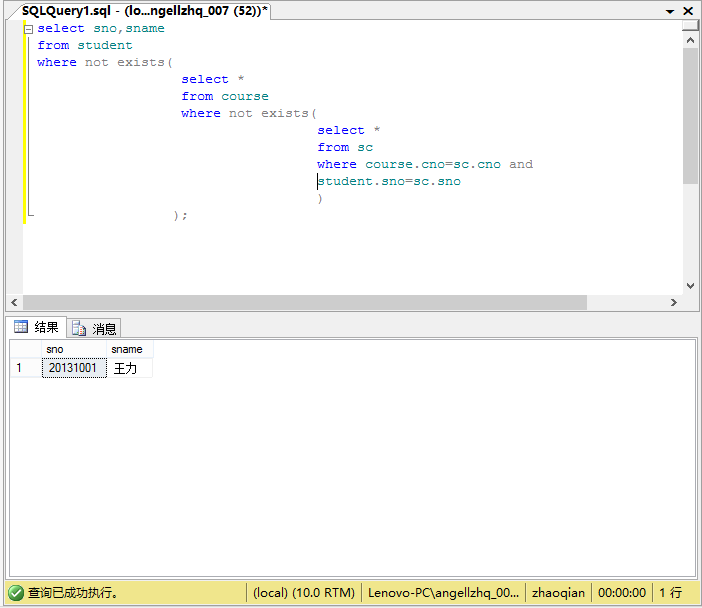 SQLQuery1.sql - (lo...ngellzhq_007 (52))*
select sno,sname
from student
where not exists(
select *
from course
where not exists(
select *
from sc
where course.cno=sc.cno and
student.sno=sc.sno
)
);
结果 消息
sno sname
1 20131001 王力
查询已成功执行。 (local) (10.0 RTM) Lenovo-PC\angellzhq_00... zhaoqian 00:00:00 1 行